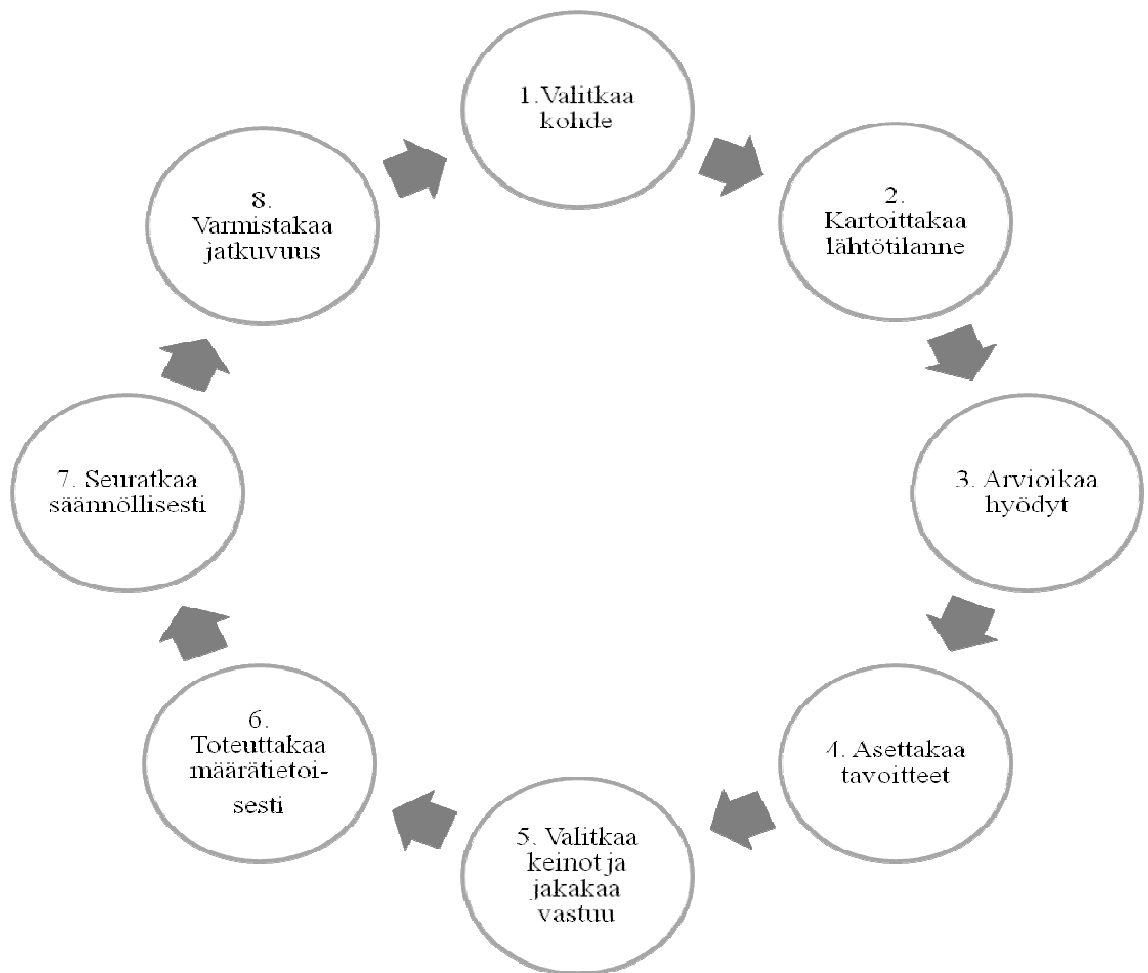 1.Valitkaa
kohde
2.
Kartoittakaa
lähtötilanne
3. Arvioikaa
hyödyt
4. Asettakaa
tavoitteet
5. Valitkaa
keinot ja
jakakaa
vastuu
6.
Toteuttakaa
määrätietoi-
sesti
7. Seuratkaa
säännöllisesti
8.
Varmistakaa
jatkuvuus